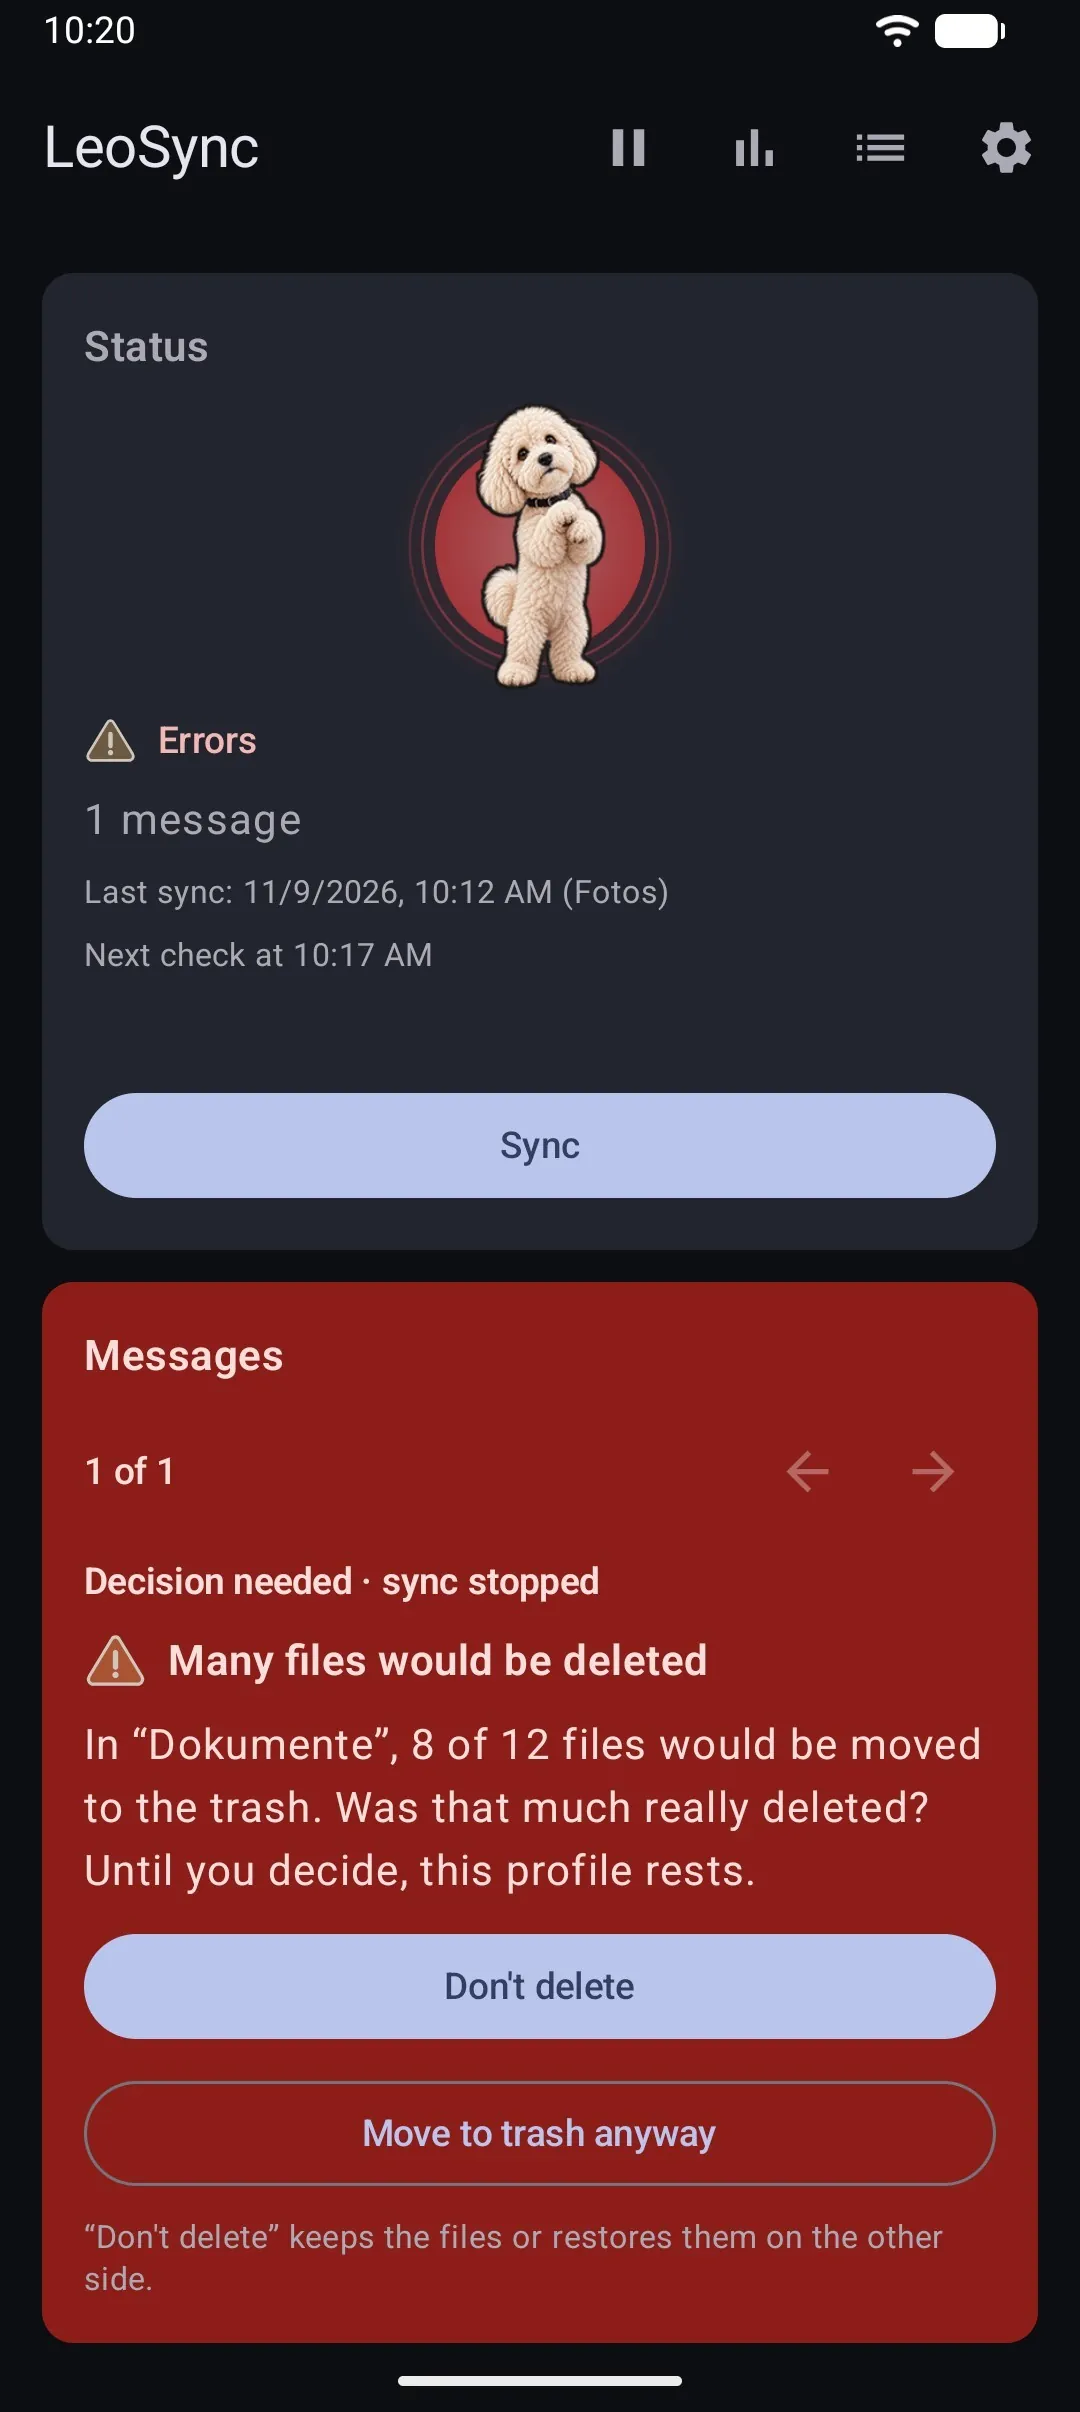 10:20
LeoSync
Status
Errors
1 message
Last sync: 11/9/2026, 10:12 AM (Fotos)
Next check at 10:17 AM
Sync
Messages
1 of 1
Decision needed · sync stopped
Many files would be deleted
In “Dokumente”, 8 of 12 files would be moved
to the trash. Was that much really deleted?
Until you decide, this profile rests.
Don't delete
Move to trash anyway
“Don't delete” keeps the files or restores them on the other
side.